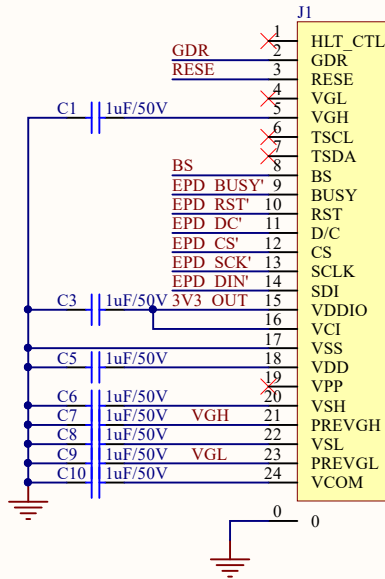 J1
1 HLT_CTL
GDR 2 GDR
RESE 3 RESE
4 VGL
C1 1uF/50V 5 VGH
6 TSCL
7 TSDA
BS 8 BS
EPD_BUSY' 9 BUSY
EPD_RST' 10 RST
EPD_DC' 11 D/C
EPD_CS' 12 CS
EPD_SCK' 13 SCLK
EPD_DIN' 14 SDI
C3 1uF/50V 3V3_OUT 15 VDDIO
16 VCI
17 VSS
C5 1uF/50V 18 VDD
19 VPP
C6 1uF/50V 20 VSH
C7 1uF/50V VGH 21 PREVGH
C8 1uF/50V 22 VSL
C9 1uF/50V VGL 23 PREVGL
C10 1uF/50V 24 VCOM
0 0